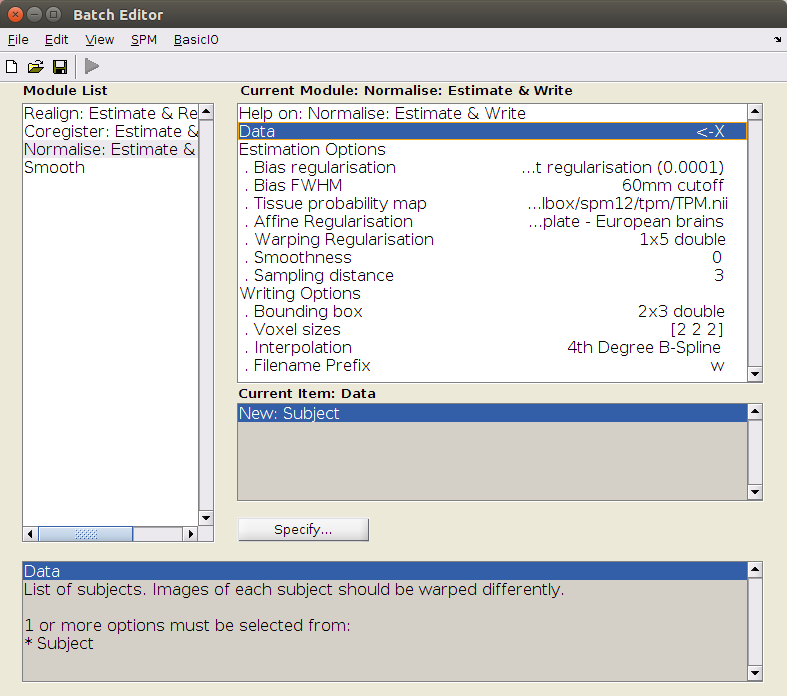 Batch Editor
File Edit View SPM BasicIO
Module List
Realign: Estimate & Re
Coregister: Estimate &
Normalise: Estimate &
Smooth
Current Module: Normalise: Estimate & Write
Help on: Normalise: Estimate & Write
Data <-X
Estimation Options
. Bias regularisation ...t regularisation (0.0001)
. Bias FWHM 60mm cutoff
. Tissue probability map ...lbox/spm12/tpm/TPM.nii
. Affine Regularisation ...plate - European brains
. Warping Regularisation 1x5 double
. Smoothness 0
. Sampling distance 3
Writing Options
. Bounding box 2x3 double
. Voxel sizes [2 2 2]
. Interpolation 4th Degree B-Spline
. Filename Prefix w
Current Item: Data
New: Subject
Specify...
Data
List of subjects. Images of each subject should be warped differently.
1 or more options must be selected from:
* Subject